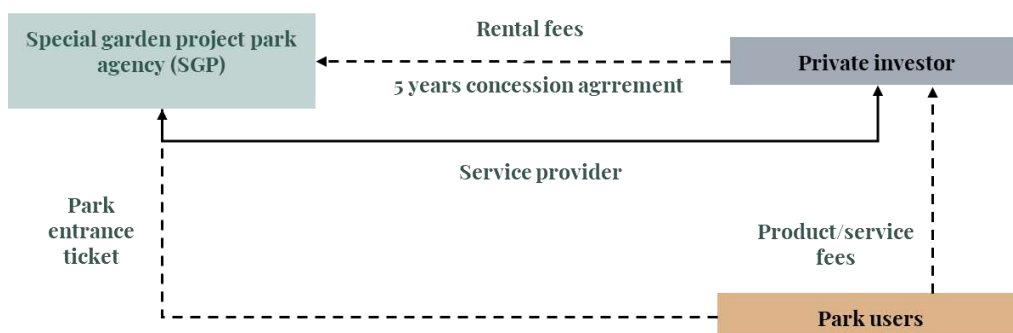 Special garden project park
agency (SGP)
Rental fees
Private investor
5 years concession agrrement
Service provider
Park
entrance
ticket
Product/service
fees
Park users